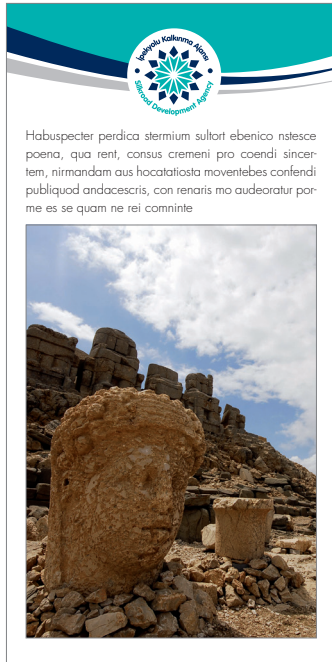 İpekyolu Kalkınma Ajansı
Silkroad Development Agency
Habuspecter perdica stermium sultort ebenico nstesce
poena, qua rent, consus cremeni pro coendi sincer-
tem, nirmandam aus hocatatiosta moventebes confendi
publiquod andacescris, con renaris mo audeoratur por-
me es se quam ne rei comninte